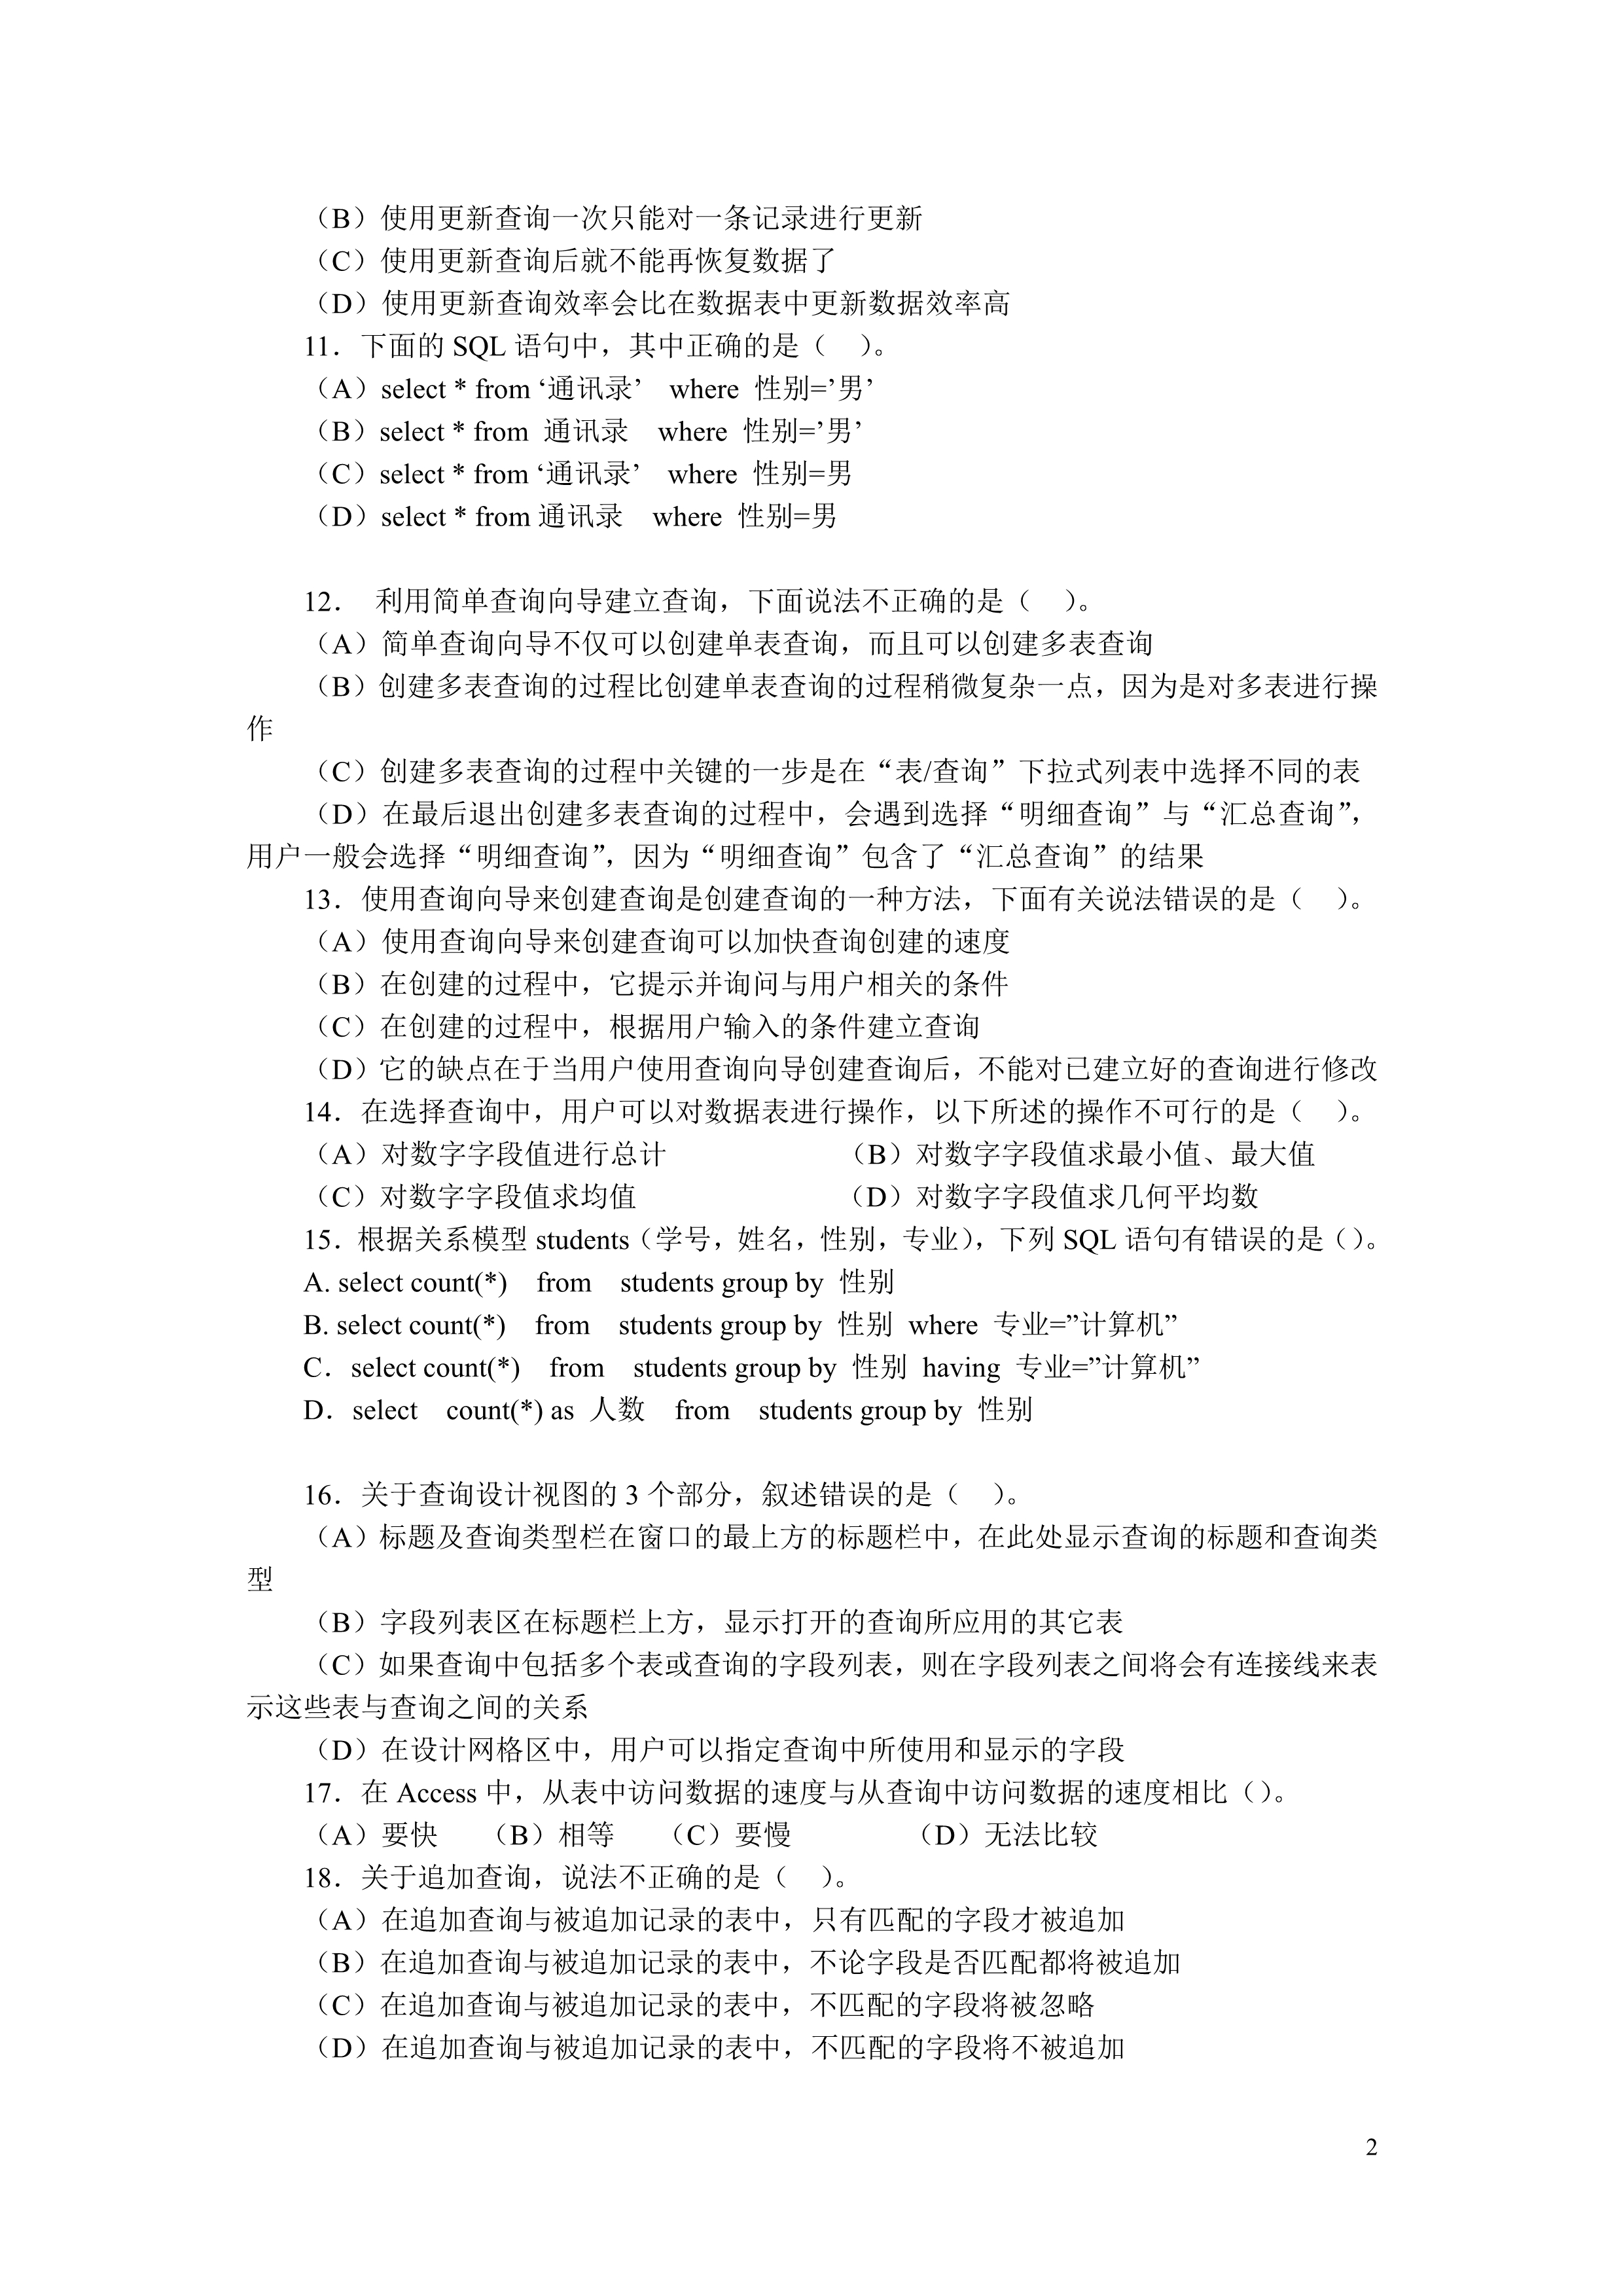 （B）使用更新查询一次只能对一条记录进行更新
（C）使用更新查询后就不能再恢复数据了
（D）使用更新查询效率会比在数据表中更新数据效率高
11．下面的 SQL 语句中，其中正确的是（　）。
（A）select * from ‘通讯录’　where 性别=’男’
（B）select * from 通讯录　where 性别=’男’
（C）select * from ‘通讯录’　where 性别=男
（D）select * from 通讯录　where 性别=男
12．　利用简单查询向导建立查询，下面说法不正确的是（　）。
（A）简单查询向导不仅可以创建单表查询，而且可以创建多表查询
（B）创建多表查询的过程比创建单表查询的过程稍微复杂一点，因为是对多表进行操
作
（C）创建多表查询的过程中关键的一步是在“表/查询”下拉式列表中选择不同的表
（D）在最后退出创建多表查询的过程中，会遇到选择“明细查询”与“汇总查询”，
用户一般会选择“明细查询”，因为“明细查询”包含了“汇总查询”的结果
13．使用查询向导来创建查询是创建查询的一种方法，下面有关说法错误的是（　）。
（A）使用查询向导来创建查询可以加快查询创建的速度
（B）在创建的过程中，它提示并询问与用户相关的条件
（C）在创建的过程中，根据用户输入的条件建立查询
（D）它的缺点在于当用户使用查询向导创建查询后，不能对已建立好的查询进行修改
14．在选择查询中，用户可以对数据表进行操作，以下所述的操作不可行的是（　）。
（A）对数字字段值进行总计　　（B）对数字字段值求最小值、最大值
（C）对数字字段值求均值　　（D）对数字字段值求几何平均数
15．根据关系模型 students（学号，姓名，性别，专业），下列 SQL 语句有错误的是（）。
A. select count(*)　from　students group by 性别
B. select count(*)　from　students group by 性别 where 专业=”计算机”
C．select count(*)　from　students group by 性别 having 专业=”计算机”
D．select　count(*) as 人数　from　students group by 性别
16．关于查询设计视图的 3 个部分，叙述错误的是（　）。
（A）标题及查询类型栏在窗口的最上方的标题栏中，在此处显示查询的标题和查询类
型
（B）字段列表区在标题栏上方，显示打开的查询所应用的其它表
（C）如果查询中包括多个表或查询的字段列表，则在字段列表之间将会有连接线来表
示这些表与查询之间的关系
（D）在设计网格区中，用户可以指定查询中所使用和显示的字段
17．在 Access 中，从表中访问数据的速度与从查询中访问数据的速度相比（）。
（A）要快　（B）相等　（C）要慢　　（D）无法比较
18．关于追加查询，说法不正确的是（　）。
（A）在追加查询与被追加记录的表中，只有匹配的字段才被追加
（B）在追加查询与被追加记录的表中，不论字段是否匹配都将被追加
（C）在追加查询与被追加记录的表中，不匹配的字段将被忽略
（D）在追加查询与被追加记录的表中，不匹配的字段将不被追加
2